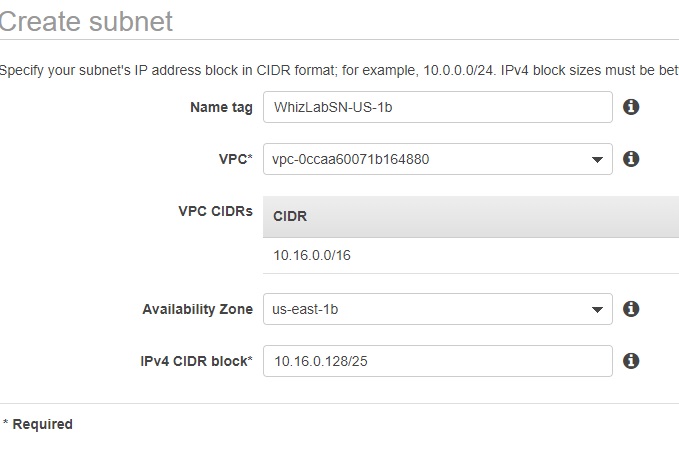 Create subnet
Specify your subnet's IP address block in CIDR format; for example, 10.0.0.0/24. IPv4 block sizes must be bet
Name tag WhizLabSN-US-1b
VPC* vpc-0ccaa60071b164880
VPC CIDRs CIDR
10.16.0.0/16
Availability Zone us-east-1b
IPv4 CIDR block* 10.16.0.128/25
* Required